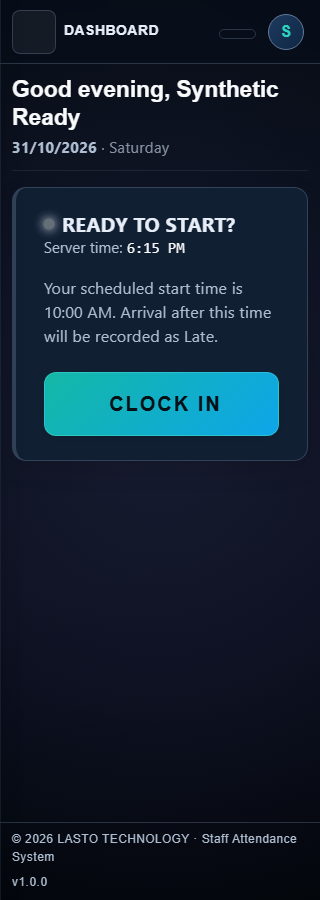 DASHBOARD
S
Good evening, Synthetic
Ready
31/10/2026 · Saturday
READY TO START?
Server time: 6:15 PM
Your scheduled start time is
10:00 AM. Arrival after this time
will be recorded as Late.
CLOCK IN
© 2026 LASTO TECHNOLOGY · Staff Attendance
System
v1.0.0